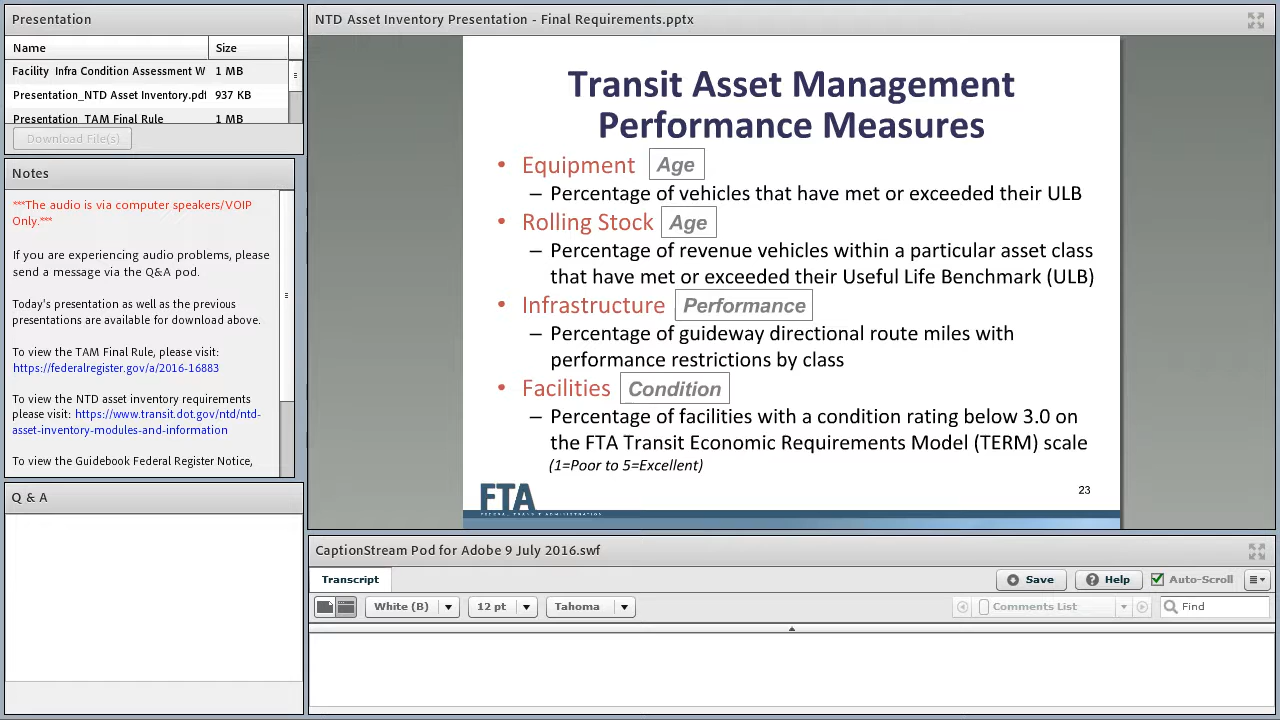 Presentation
Name Size
Facility Infra Condition Assessment W 1 MB
Presentation_NTD Asset Inventory.pdf 937 KB
Presentation_TAM Final Rule 1 MB
Download File(s)
Notes
***The audio is via computer speakers/VOIP
Only.***
If you are experiencing audio problems, please
send a message via the Q&A pod.
Today's presentation as well as the previous
presentations are available for download above.
To view the TAM Final Rule, please visit:
https://federalregister.gov/a/2016-16883
To view the NTD asset inventory requirements
please visit: https://www.transit.dot.gov/ntd/ntd-
asset-inventory-modules-and-information
To view the Guidebook Federal Register Notice,
Q & A
NTD Asset Inventory Presentation - Final Requirements.pptx
Transit Asset Management
Performance Measures
• Equipment Age
– Percentage of vehicles that have met or exceeded their ULB
• Rolling Stock Age
– Percentage of revenue vehicles within a particular asset class
that have met or exceeded their Useful Life Benchmark (ULB)
• Infrastructure Performance
– Percentage of guideway directional route miles with
performance restrictions by class
• Facilities Condition
– Percentage of facilities with a condition rating below 3.0 on
the FTA Transit Economic Requirements Model (TERM) scale
(1=Poor to 5=Excellent)
23
FTA
FEDERAL TRANSIT ADMINISTRATION
CaptionStream Pod for Adobe 9 July 2016.swf
Transcript Save Help Auto-Scroll
White (B) 12 pt Tahoma Comments List Find